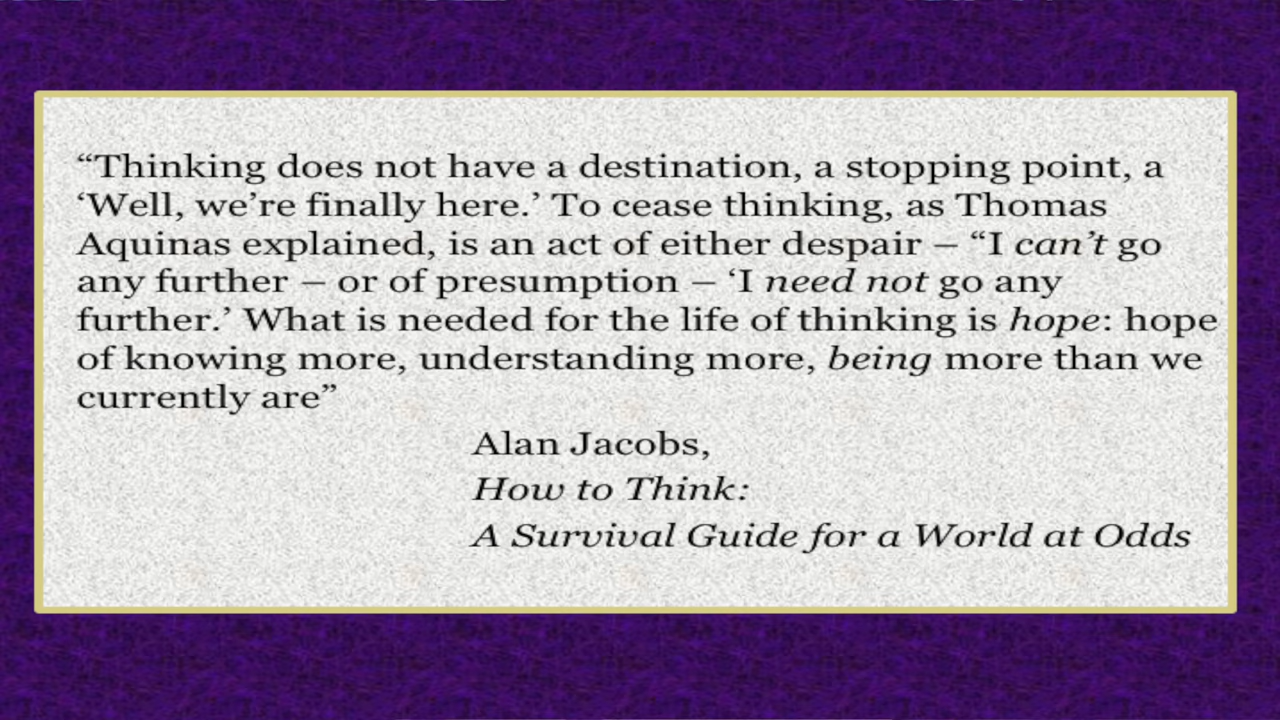 “Thinking does not have a destination, a stopping point, a
‘Well, we’re finally here.’ To cease thinking, as Thomas
Aquinas explained, is an act of either despair – “I can’t go
any further – or of presumption – ‘I need not go any
further.’ What is needed for the life of thinking is hope: hope
of knowing more, understanding more, being more than we
currently are”
Alan Jacobs,
How to Think:
A Survival Guide for a World at Odds